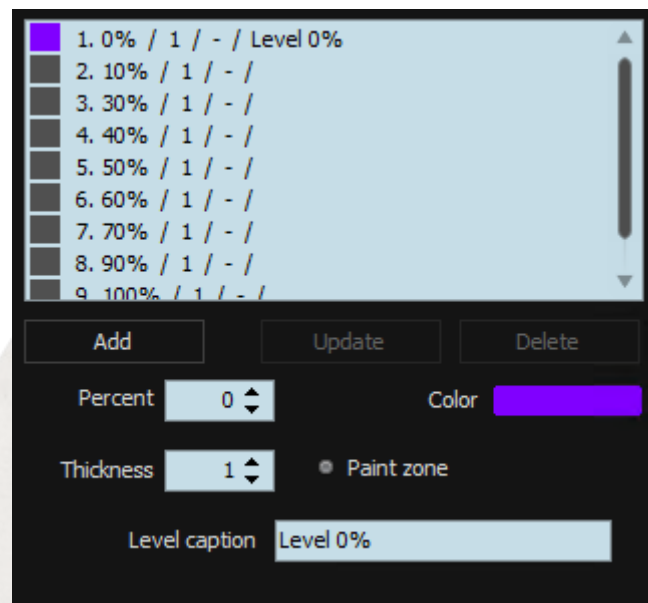 1. 0% / 1 / - / Level 0%
2. 10% / 1 / - /
3. 30% / 1 / - /
4. 40% / 1 / - /
5. 50% / 1 / - /
6. 60% / 1 / - /
7. 70% / 1 / - /
8. 90% / 1 / - /
9. 100% / 1 / - /
Add Update Delete
Percent 0 Color
Thickness 1 Paint zone
Level caption Level 0%